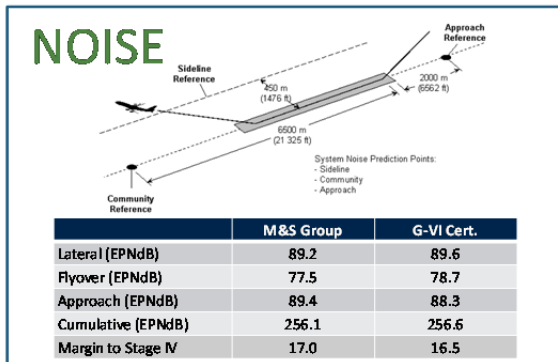 NOISE
Approach
Reference
Sideline
Reference
450 m
(1476 ft)
2000 m
(6562 ft)
6500 m
(21 325 ft)
System Noise Prediction Points:
- Sideline
- Community
- Approach
Community
Reference
M&S Group G-VI Cert.
Lateral (EPNdB) 89.2 89.6
Flyover (EPNdB) 77.5 78.7
Approach (EPNdB) 89.4 88.3
Cumulative (EPNdB) 256.1 256.6
Margin to Stage IV 17.0 16.5